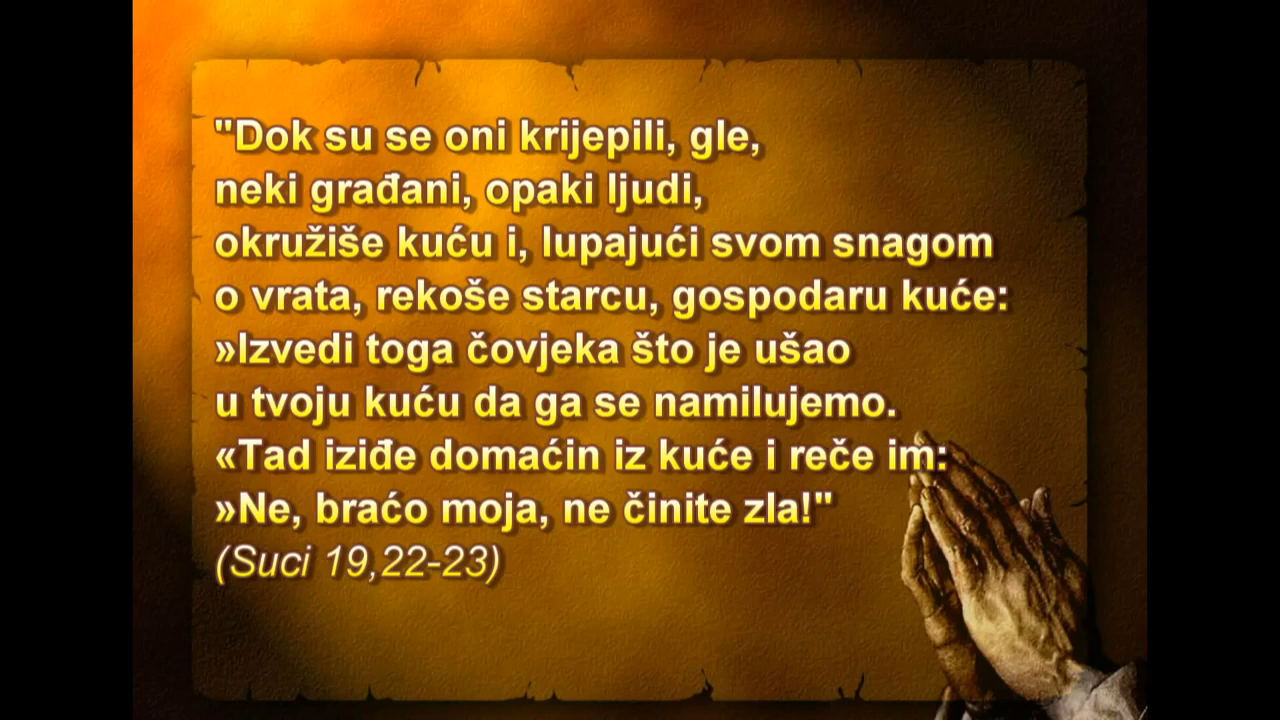 "Dok su se oni krijepili, gle,
neki građani, opaki ljudi,
okružiše kuću i, lupajući svom snagom
o vrata, rekoše starcu, gospodaru kuće:
»Izvedi toga čovjeka što je ušao
u tvoju kuću da ga se namilujemo.
«Tad iziđe domaćin iz kuće i reče im:
»Ne, braćo moja, ne činite zla!"
(Suci 19,22-23)